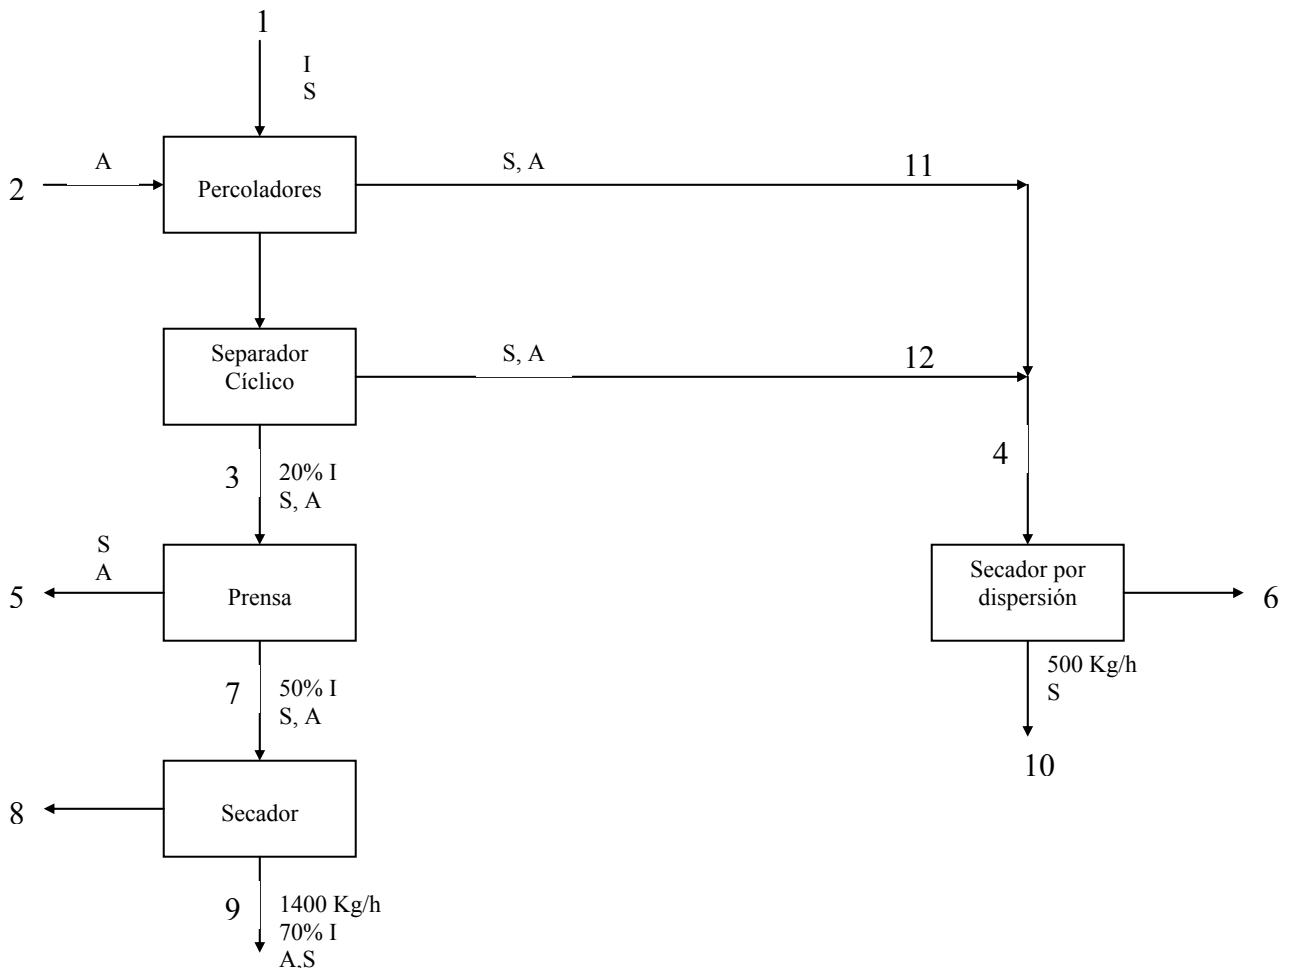 1
I
S
A
S, A
11
2
Percoladores
S, A
12
Separador
Cíclico
3
20% I
S, A
4
S
A
5
Prensa
Secador por
dispersión
6
7
50% I
S, A
500 Kg/h
S
10
8
Secador
9
1400 Kg/h
70% I
A,S